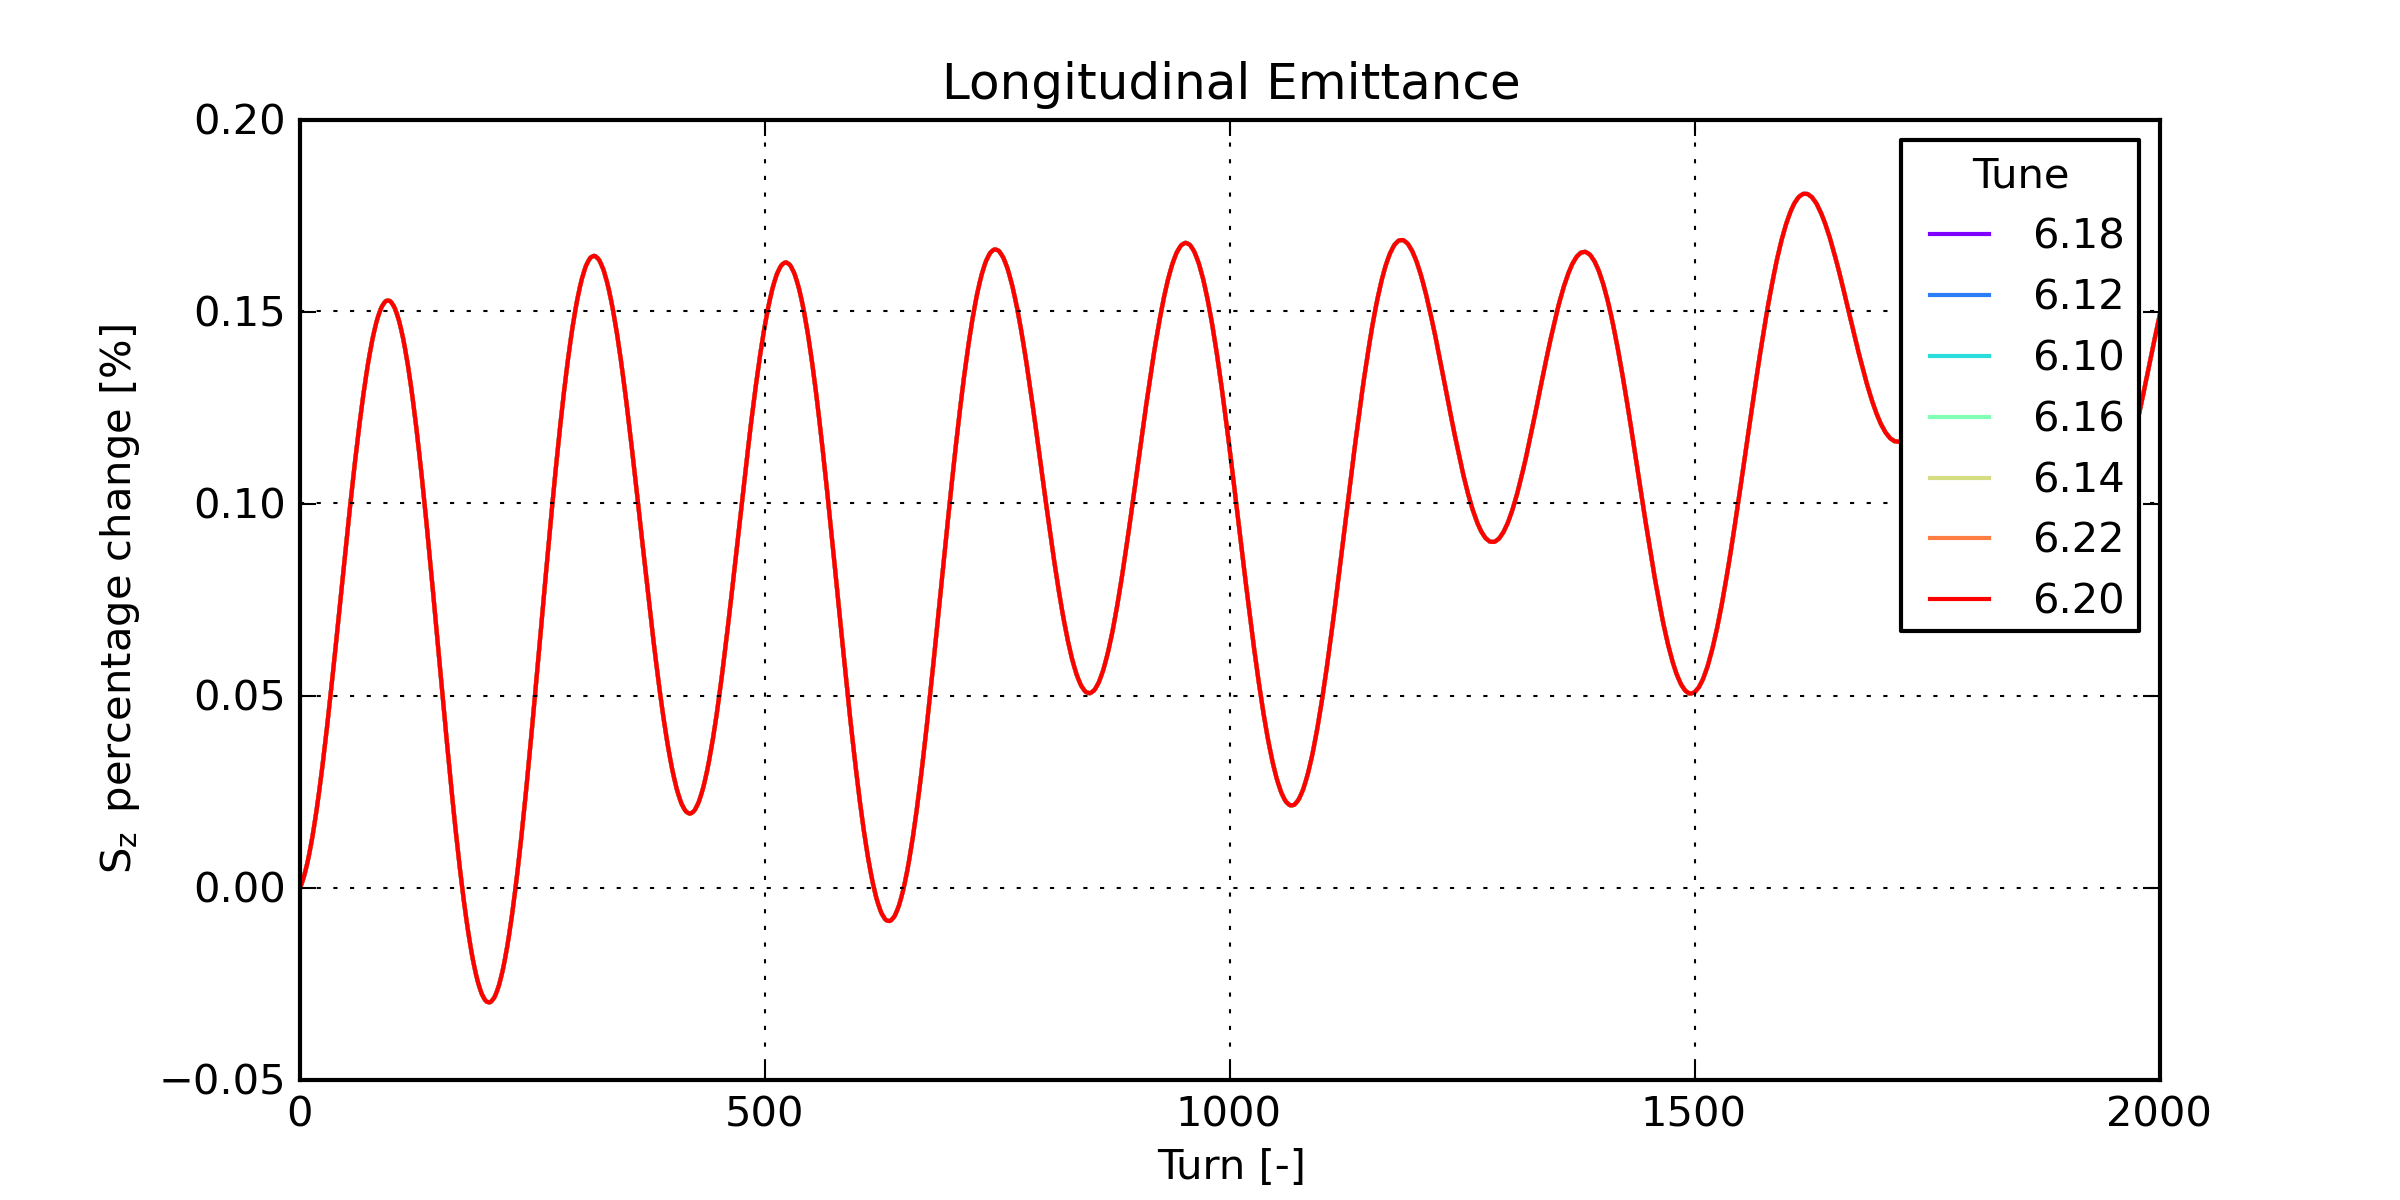 Longitudinal Emittance
0.20
0.15
0.10
0.05
0.00
−0.05
S_z percentage change [%]
0 500 1000 1500 2000
Turn [-]
Tune
6.18
6.12
6.10
6.16
6.14
6.22
6.20